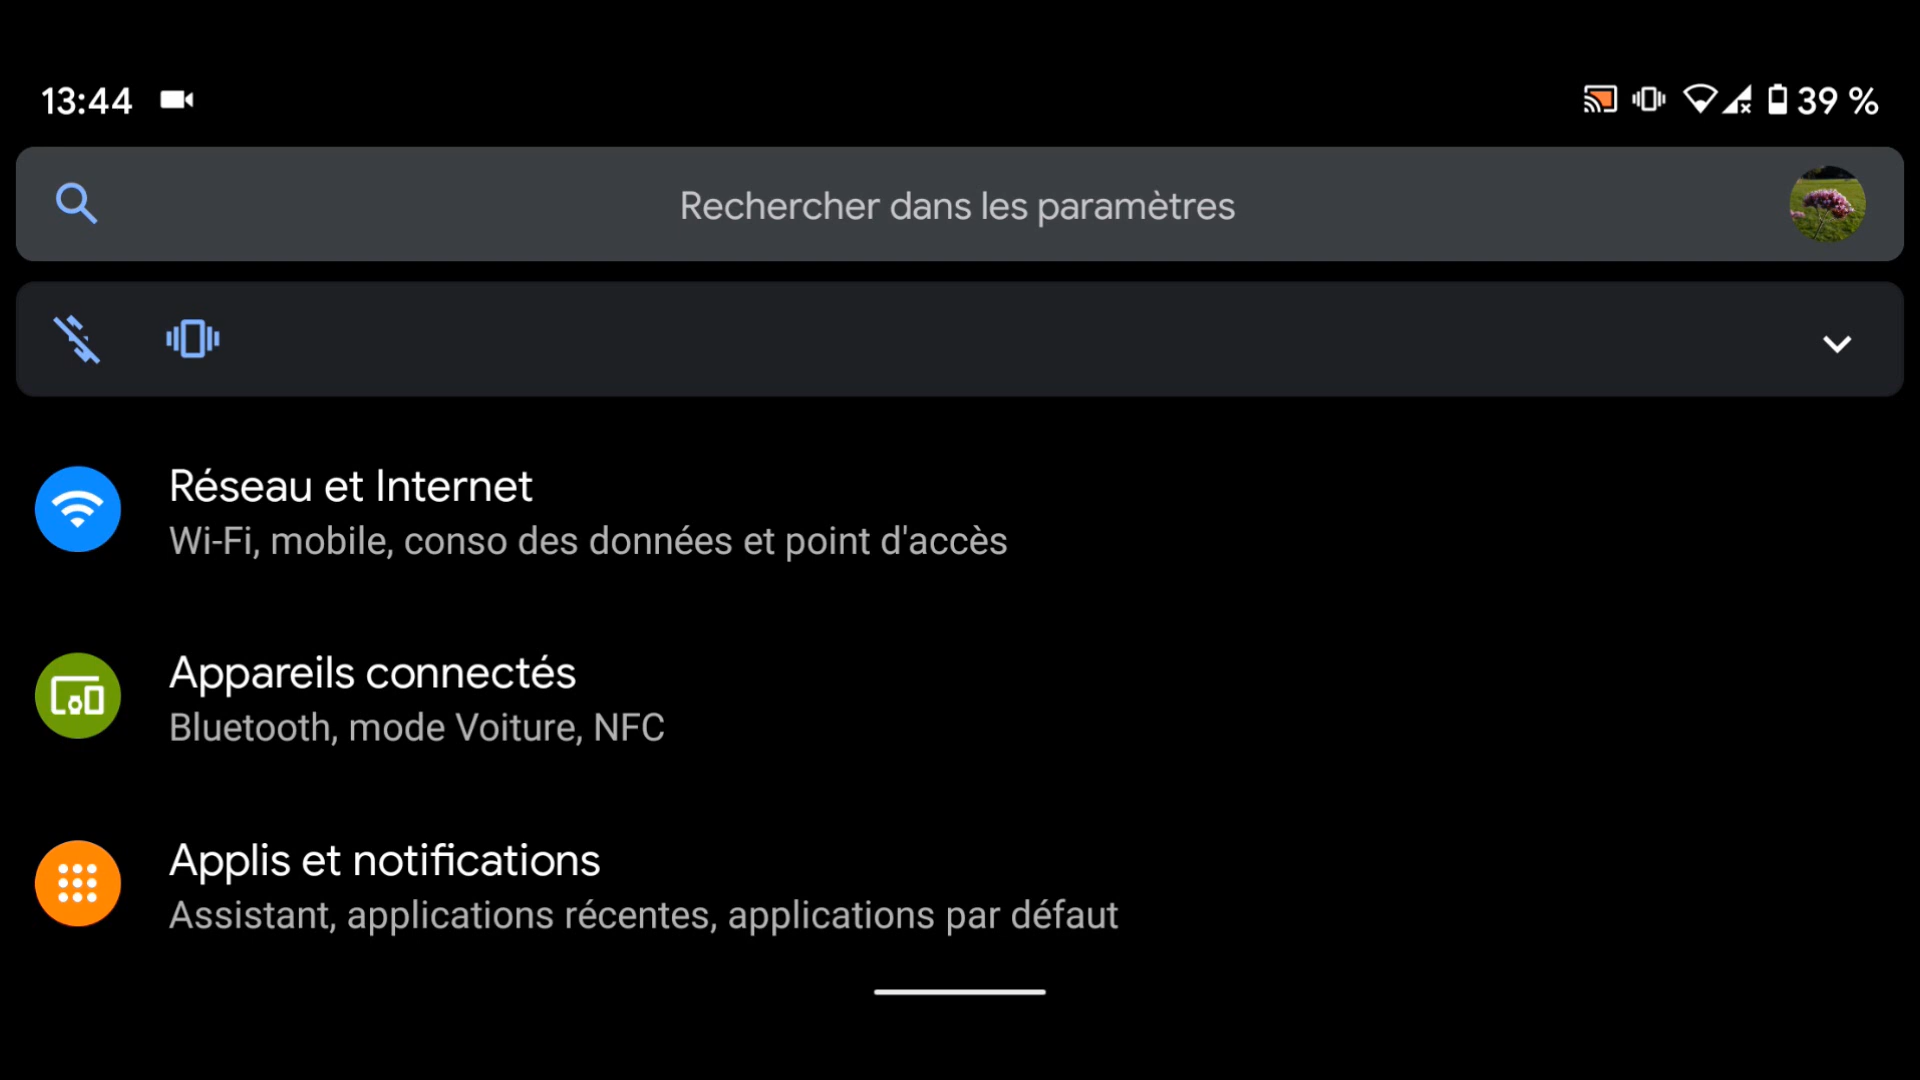 13:44
39 %
Rechercher dans les paramètres
Réseau et Internet
Wi-Fi, mobile, conso des données et point d'accès
Appareils connectés
Bluetooth, mode Voiture, NFC
Applis et notifications
Assistant, applications récentes, applications par défaut